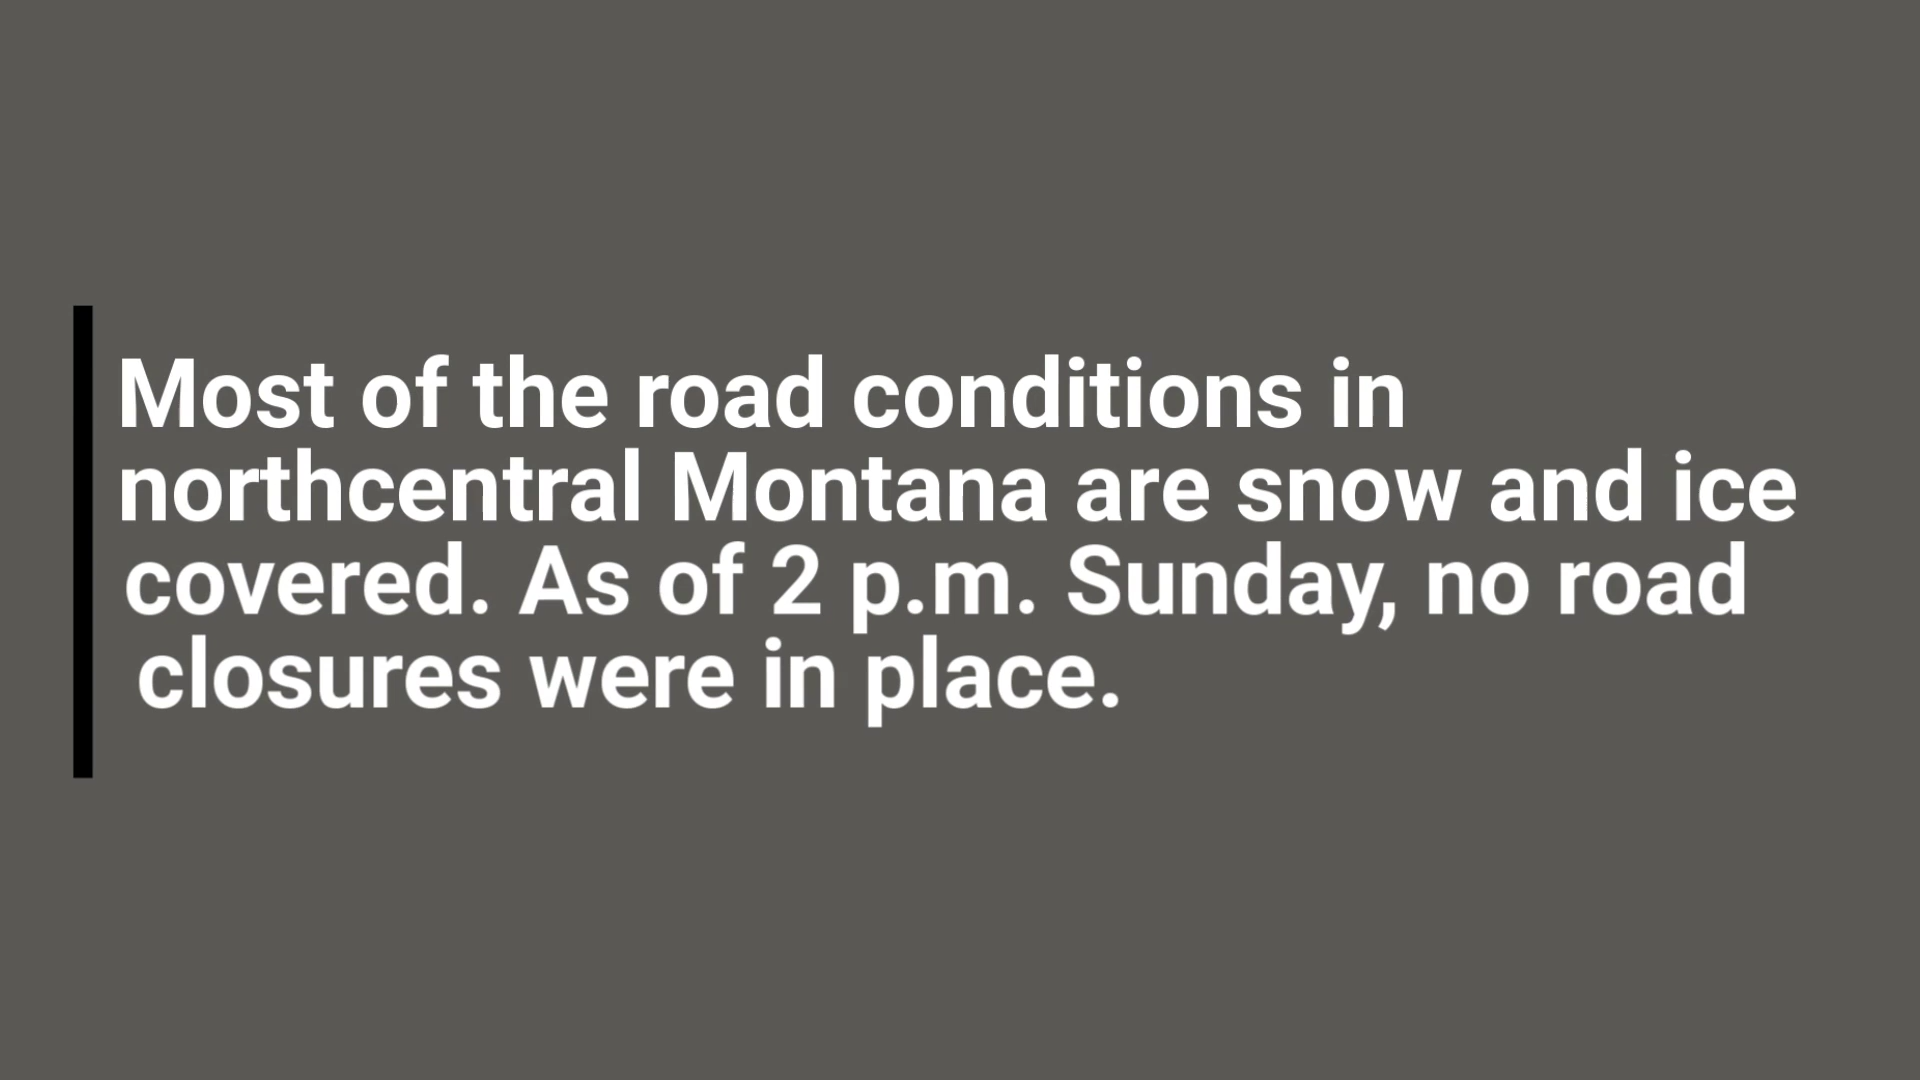 Most of the road conditions in
northcentral Montana are snow and ice
covered. As of 2 p.m. Sunday, no road
closures were in place.